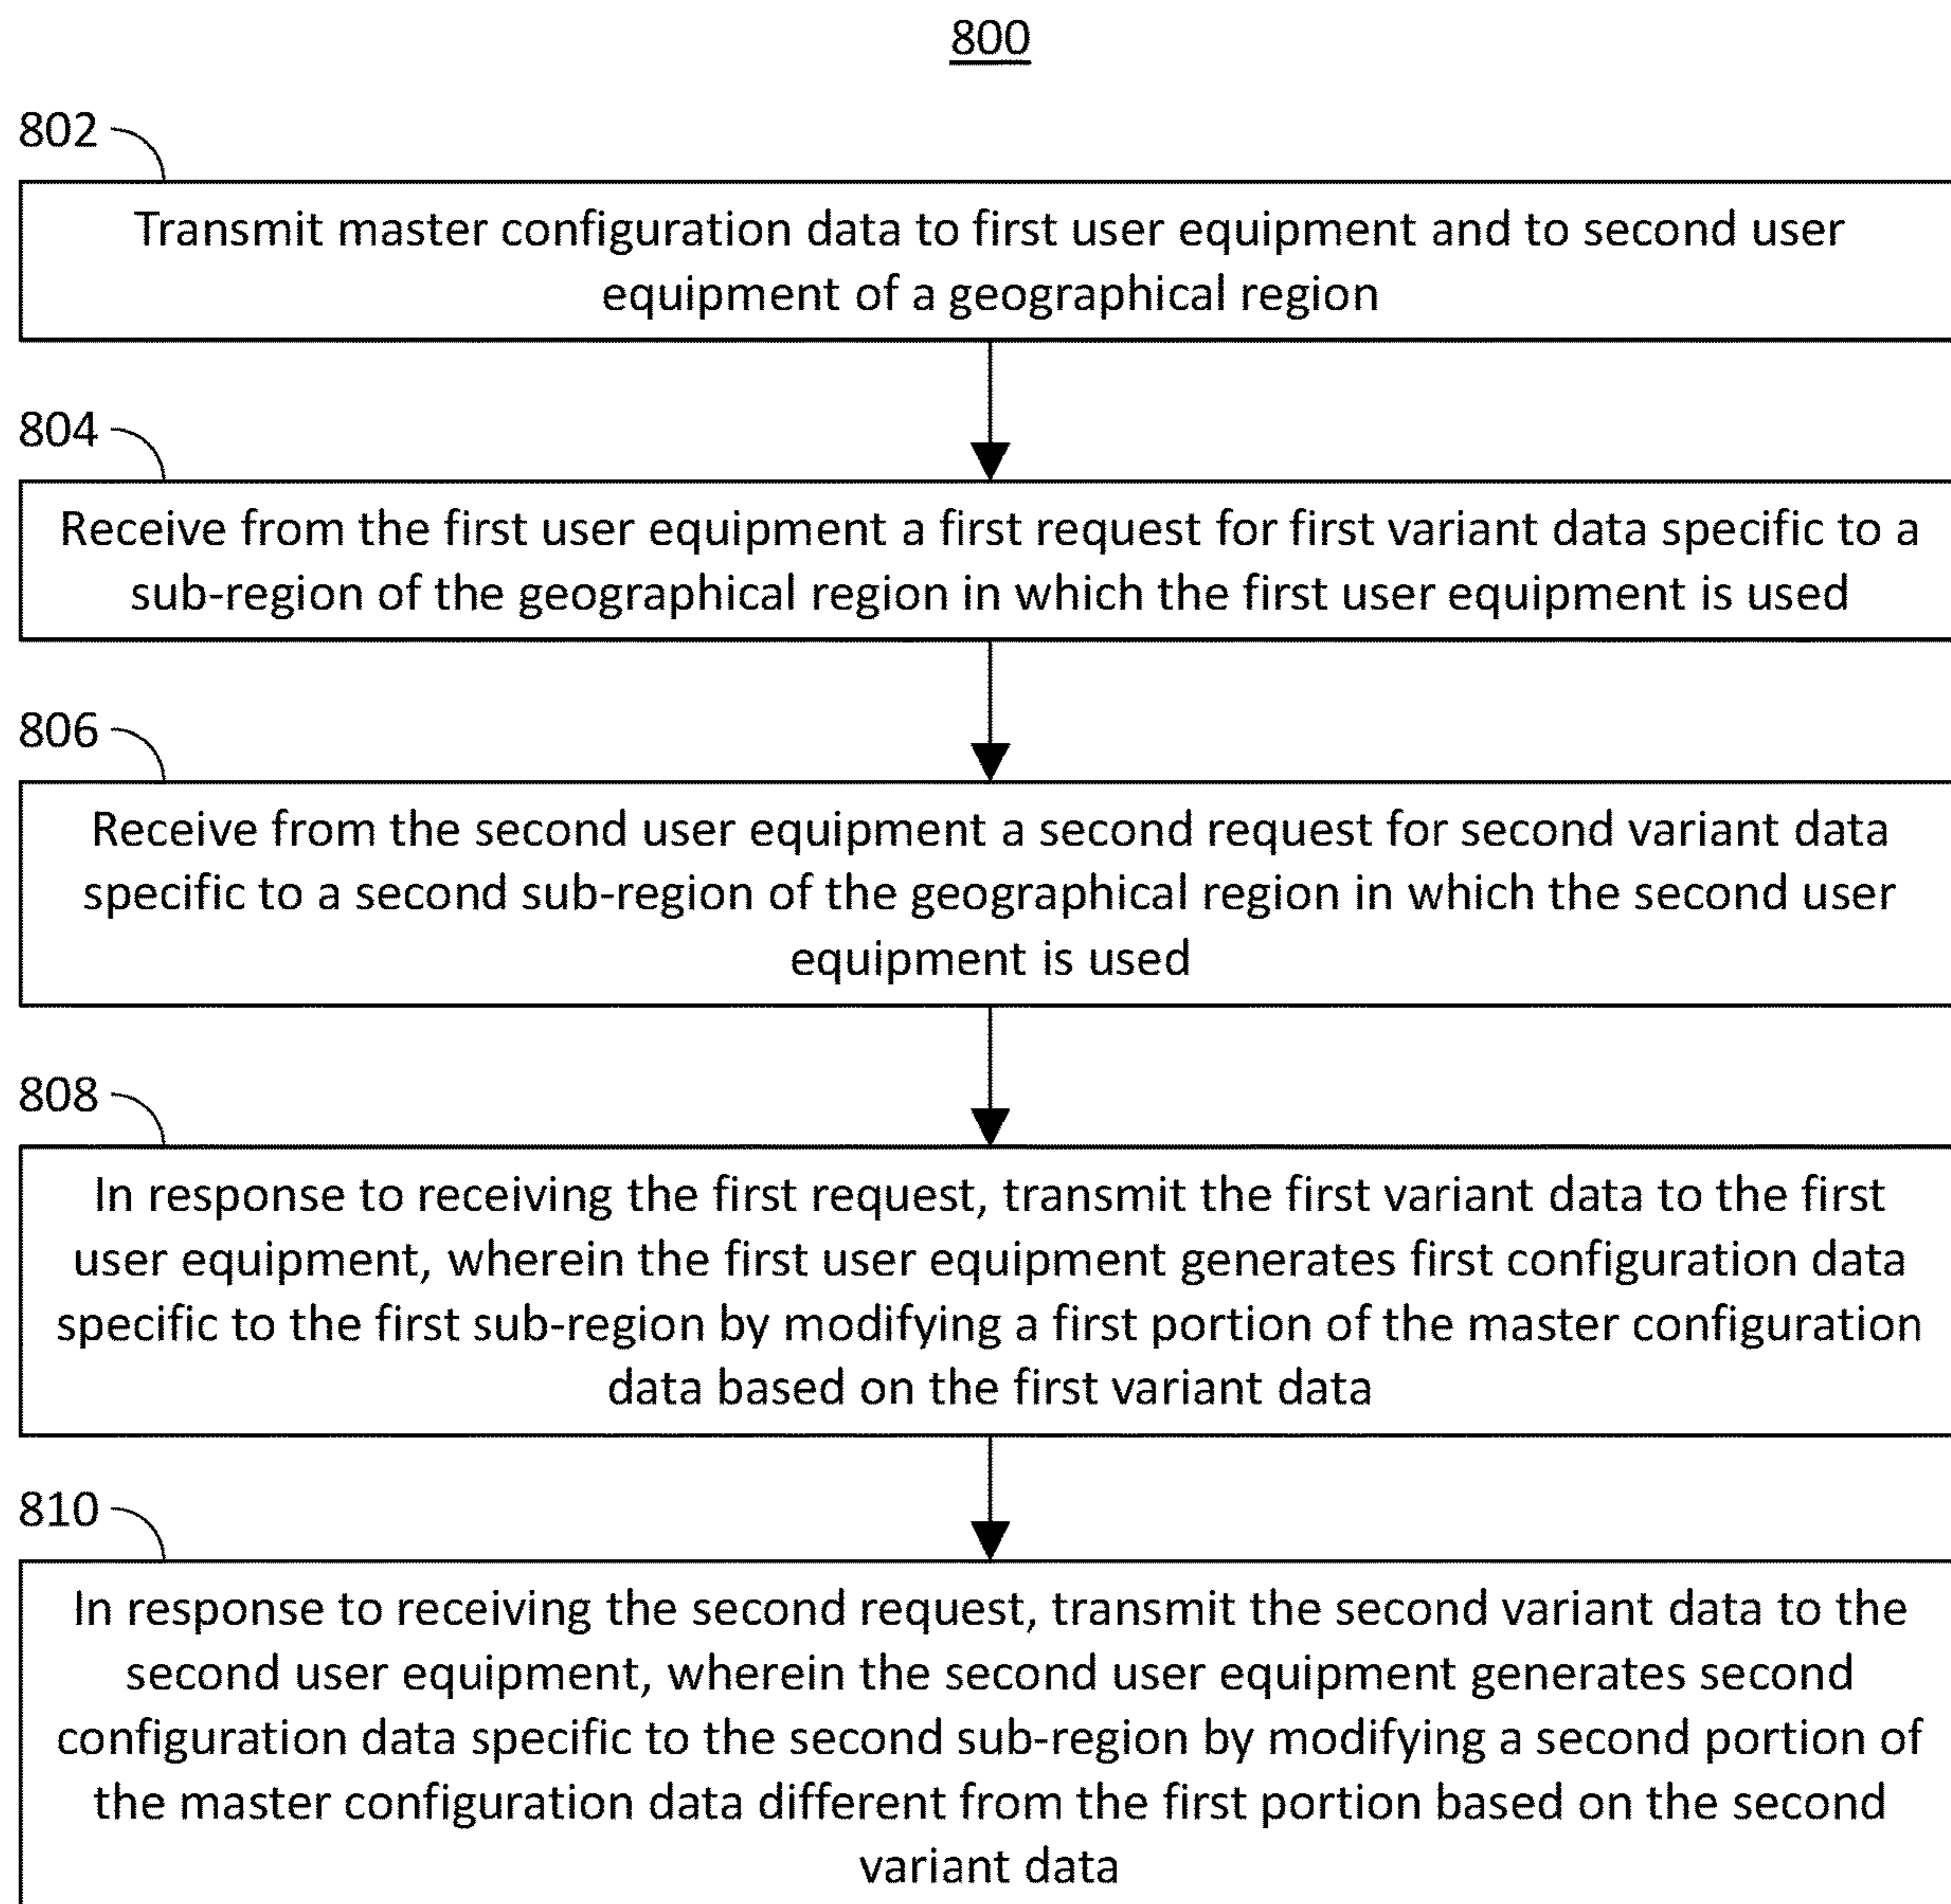 800
802
Transmit master configuration data to first user equipment and to second user
equipment of a geographical region
804
Receive from the first user equipment a first request for first variant data specific to a
sub-region of the geographical region in which the first user equipment is used
806
Receive from the second user equipment a second request for second variant data
specific to a second sub-region of the geographical region in which the second user
equipment is used
808
In response to receiving the first request, transmit the first variant data to the first
user equipment, wherein the first user equipment generates first configuration data
specific to the first sub-region by modifying a first portion of the master configuration
data based on the first variant data
810
In response to receiving the second request, transmit the second variant data to the
second user equipment, wherein the second user equipment generates second
configuration data specific to the second sub-region by modifying a second portion of
the master configuration data different from the first portion based on the second
variant data